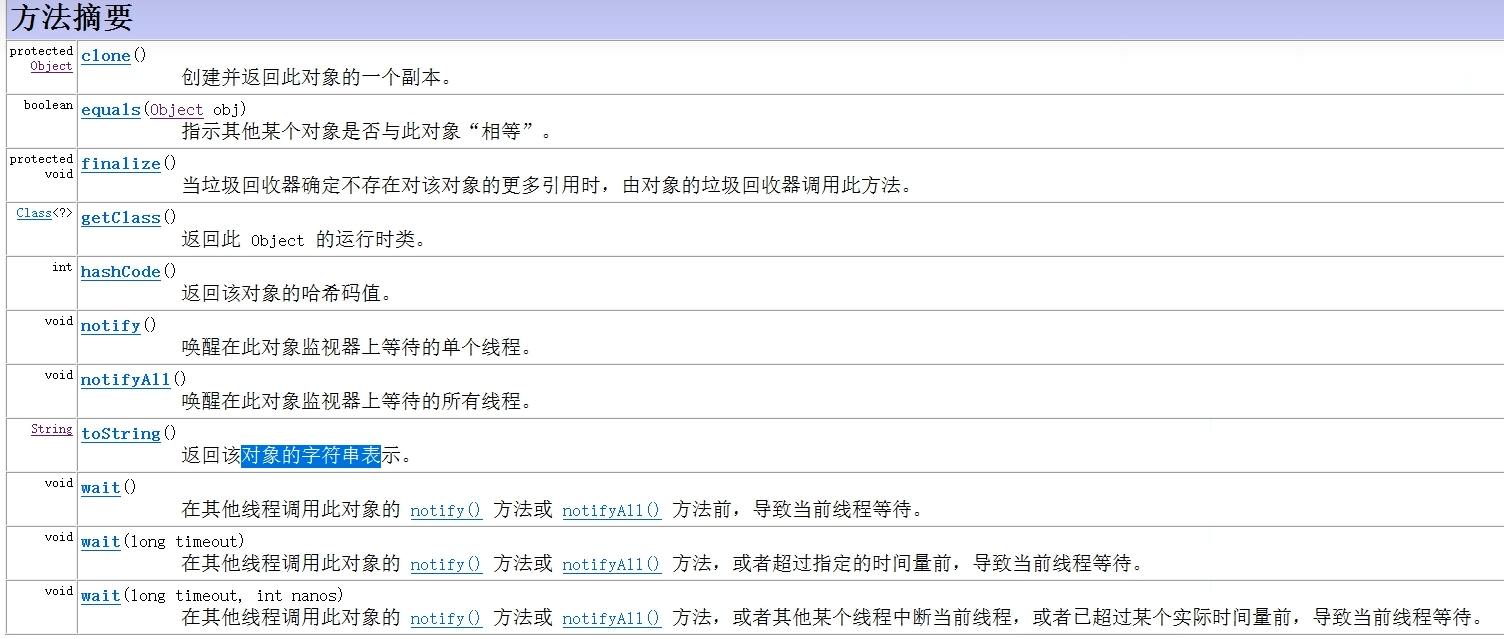 方法摘要
protected clone()
Object
创建并返回此对象的一个副本。
boolean equals(Object obj)
指示其他某个对象是否与此对象“相等”。
protected finalize()
void
当垃圾回收器确定不存在对该对象的更多引用时，由对象的垃圾回收器调用此方法。
Class<?> getClass()
返回此 Object 的运行时类。
int hashCode()
返回该对象的哈希码值。
void notify()
唤醒在此对象监视器上等待的单个线程。
void notifyAll()
唤醒在此对象监视器上等待的所有线程。
String toString()
返回该对象的字符串表示。
void wait()
在其他线程调用此对象的 notify() 方法或 notifyAll() 方法前，导致当前线程等待。
void wait(long timeout)
在其他线程调用此对象的 notify() 方法或 notifyAll() 方法，或者超过指定的时间量前，导致当前线程等待。
void wait(long timeout, int nanos)
在其他线程调用此对象的 notify() 方法或 notifyAll() 方法，或者其他某个线程中断当前线程，或者已超过某个实际时间量前，导致当前线程等待。